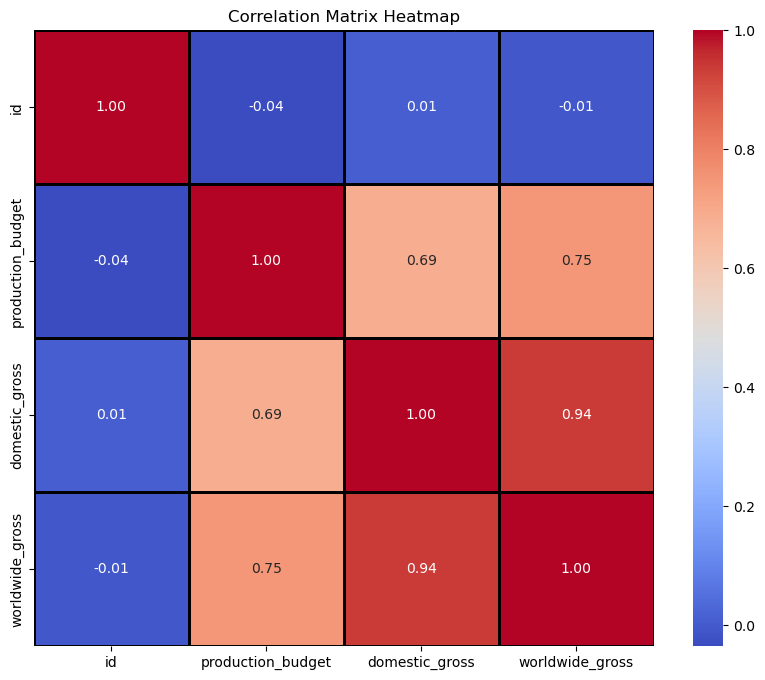 Correlation Matrix Heatmap
id
1.00 -0.04 0.01 -0.01
production_budget
-0.04 1.00 0.69 0.75
domestic_gross
0.01 0.69 1.00 0.94
worldwide_gross
-0.01 0.75 0.94 1.00
id production_budget domestic_gross worldwide_gross
1.0
0.8
0.6
0.4
0.2
0.0